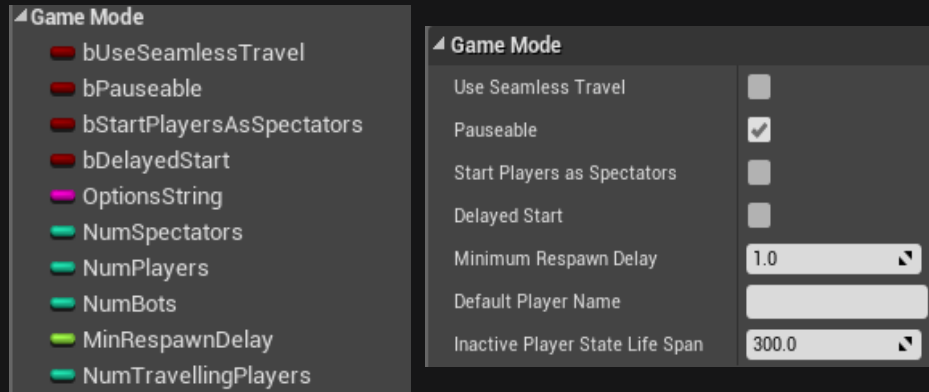 Game Mode
bUseSeamlessTravel
bPauseable
bStartPlayersAsSpectators
bDelayedStart
OptionsString
NumSpectators
NumPlayers
NumBots
MinRespawnDelay
NumTravellingPlayers
Game Mode
Use Seamless Travel
Pauseable
Start Players as Spectators
Delayed Start
Minimum Respawn Delay 1.0
Default Player Name
Inactive Player State Life Span 300.0